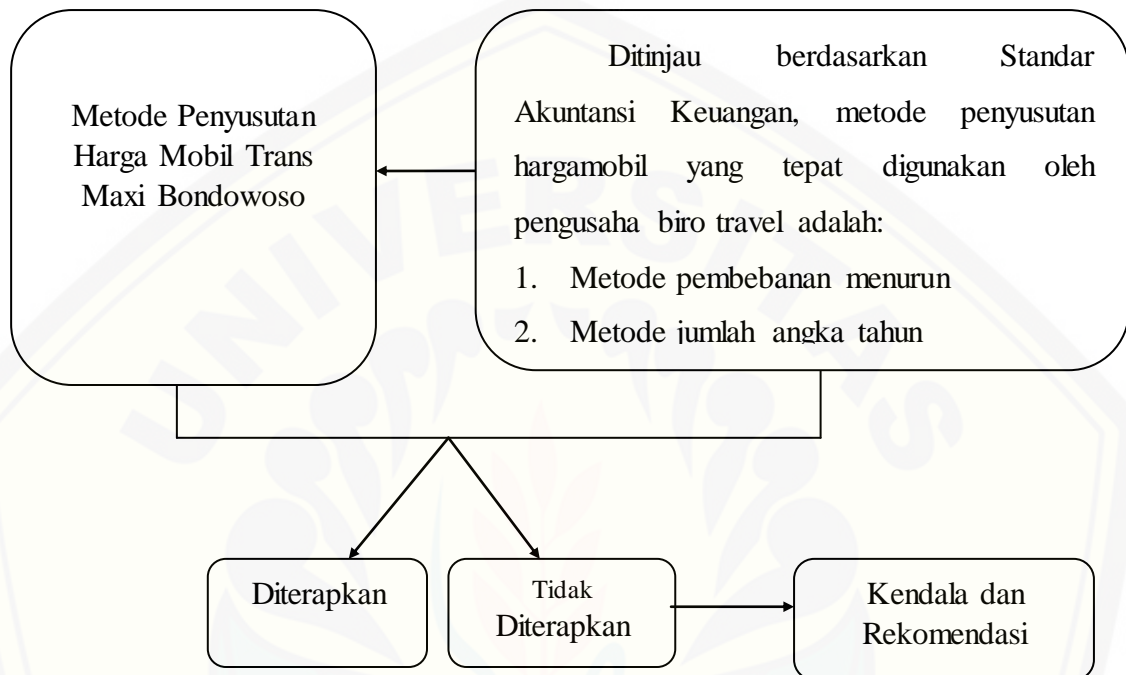 Metode Penyusutan
Harga Mobil Trans
Maxi Bondowoso
Ditinjau berdasarkan Standar
Akuntansi Keuangan, metode penyusutan
hargamobil yang tepat digunakan oleh
pengusaha biro travel adalah:
1. Metode pembebanan menurun
2. Metode jumlah angka tahun
Diterapkan
Tidak
Diterapkan
Kendala dan
Rekomendasi
UNIVERSITAS